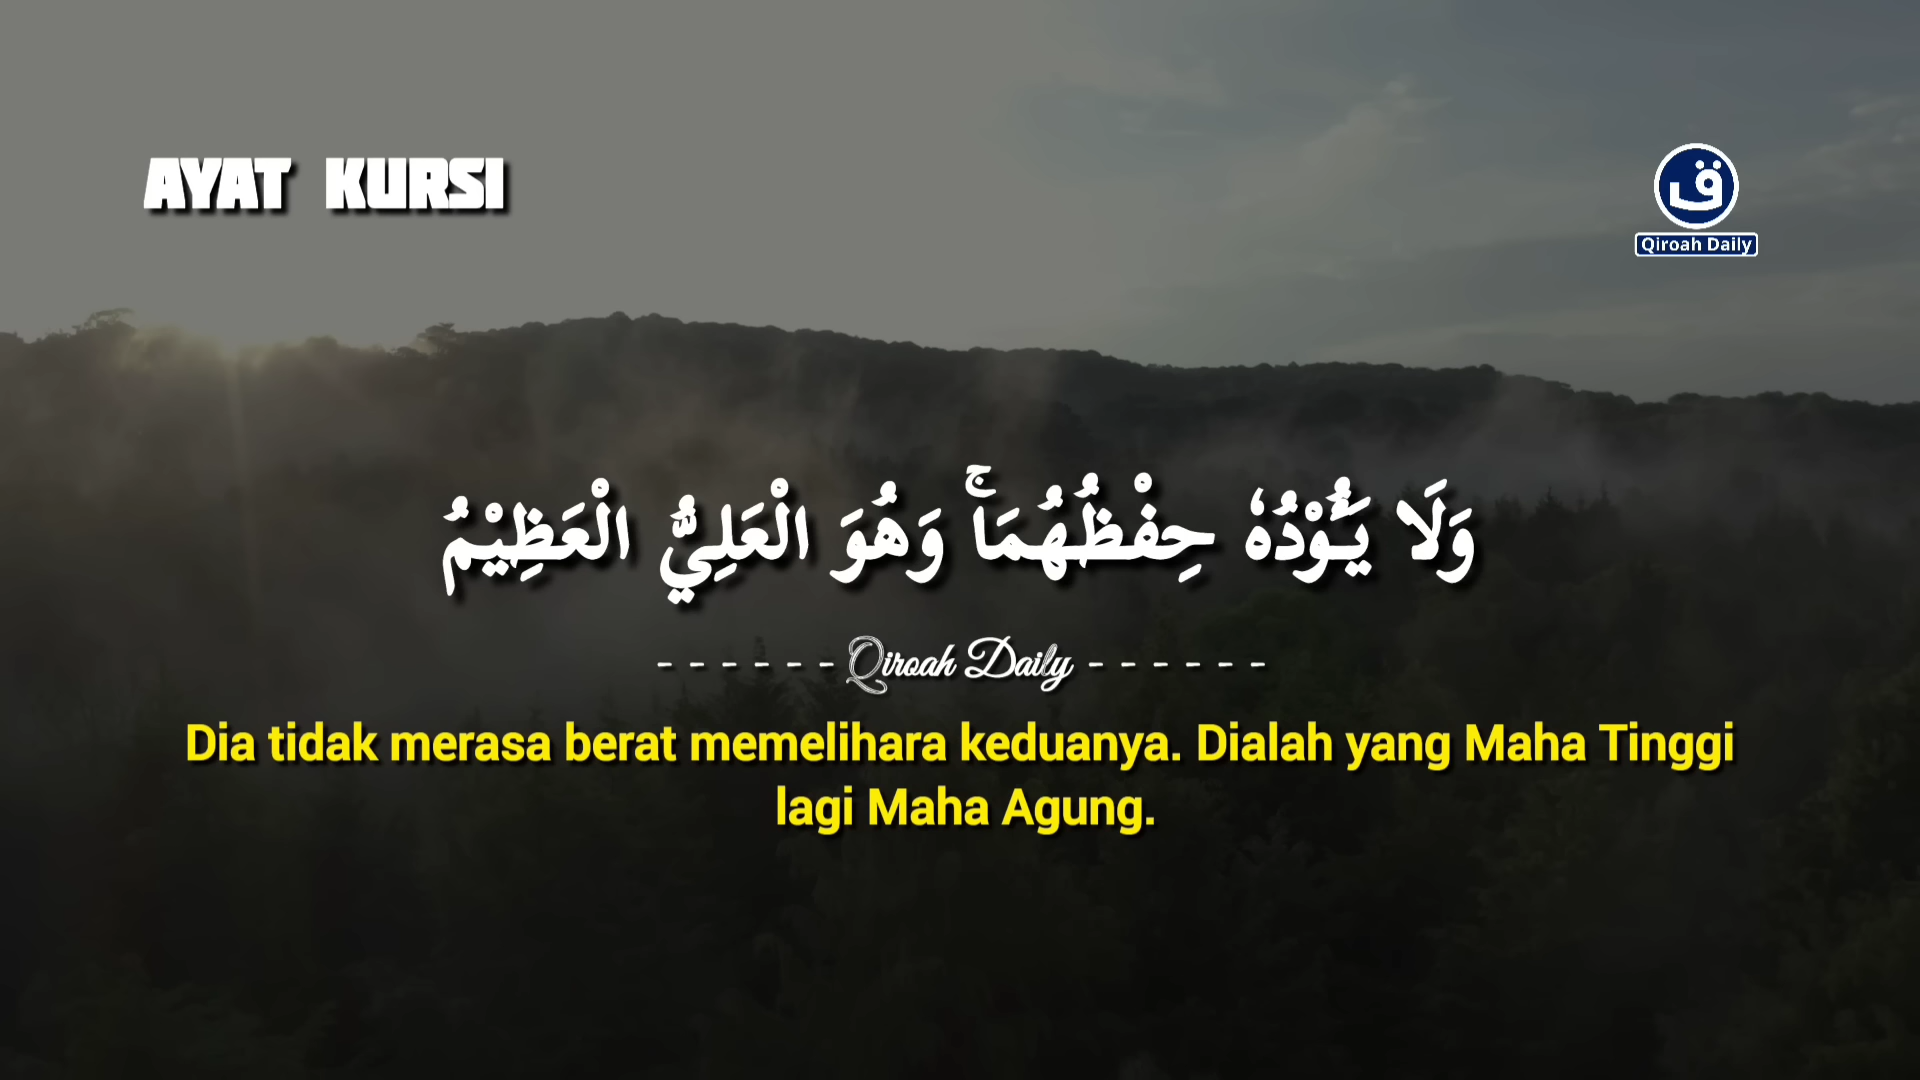 AYAT KURSI
ق
Qiroah Daily
وَلَا يَـُٔوْدُهٗ حِفْظُهُمَاۚ وَهُوَ الْعَلِيُّ الْعَظِيْمُ
- - - - - - Qiroah Daily - - - - - -
Dia tidak merasa berat memelihara keduanya. Dialah yang Maha Tinggi
lagi Maha Agung.